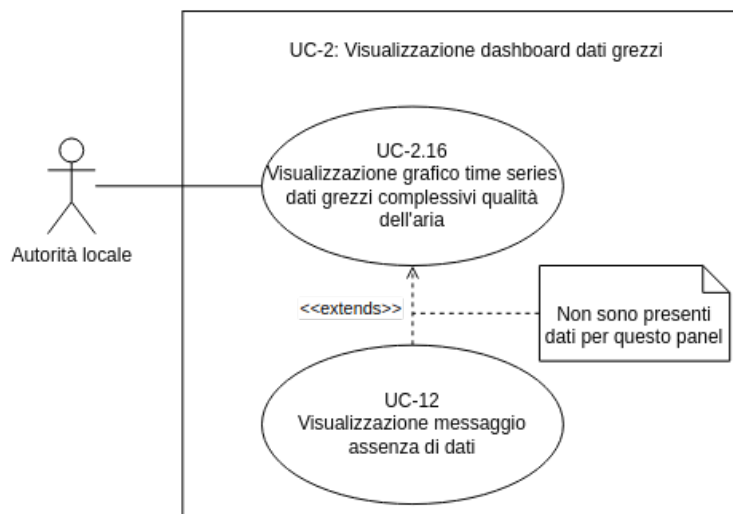 UC-2: Visualizzazione dashboard dati grezzi
UC-2.16
Visualizzazione grafico time series
dati grezzi complessivi qualità
dell'aria
Autorità locale
<<extends>>
Non sono presenti
dati per questo panel
UC-12
Visualizzazione messaggio
assenza di dati